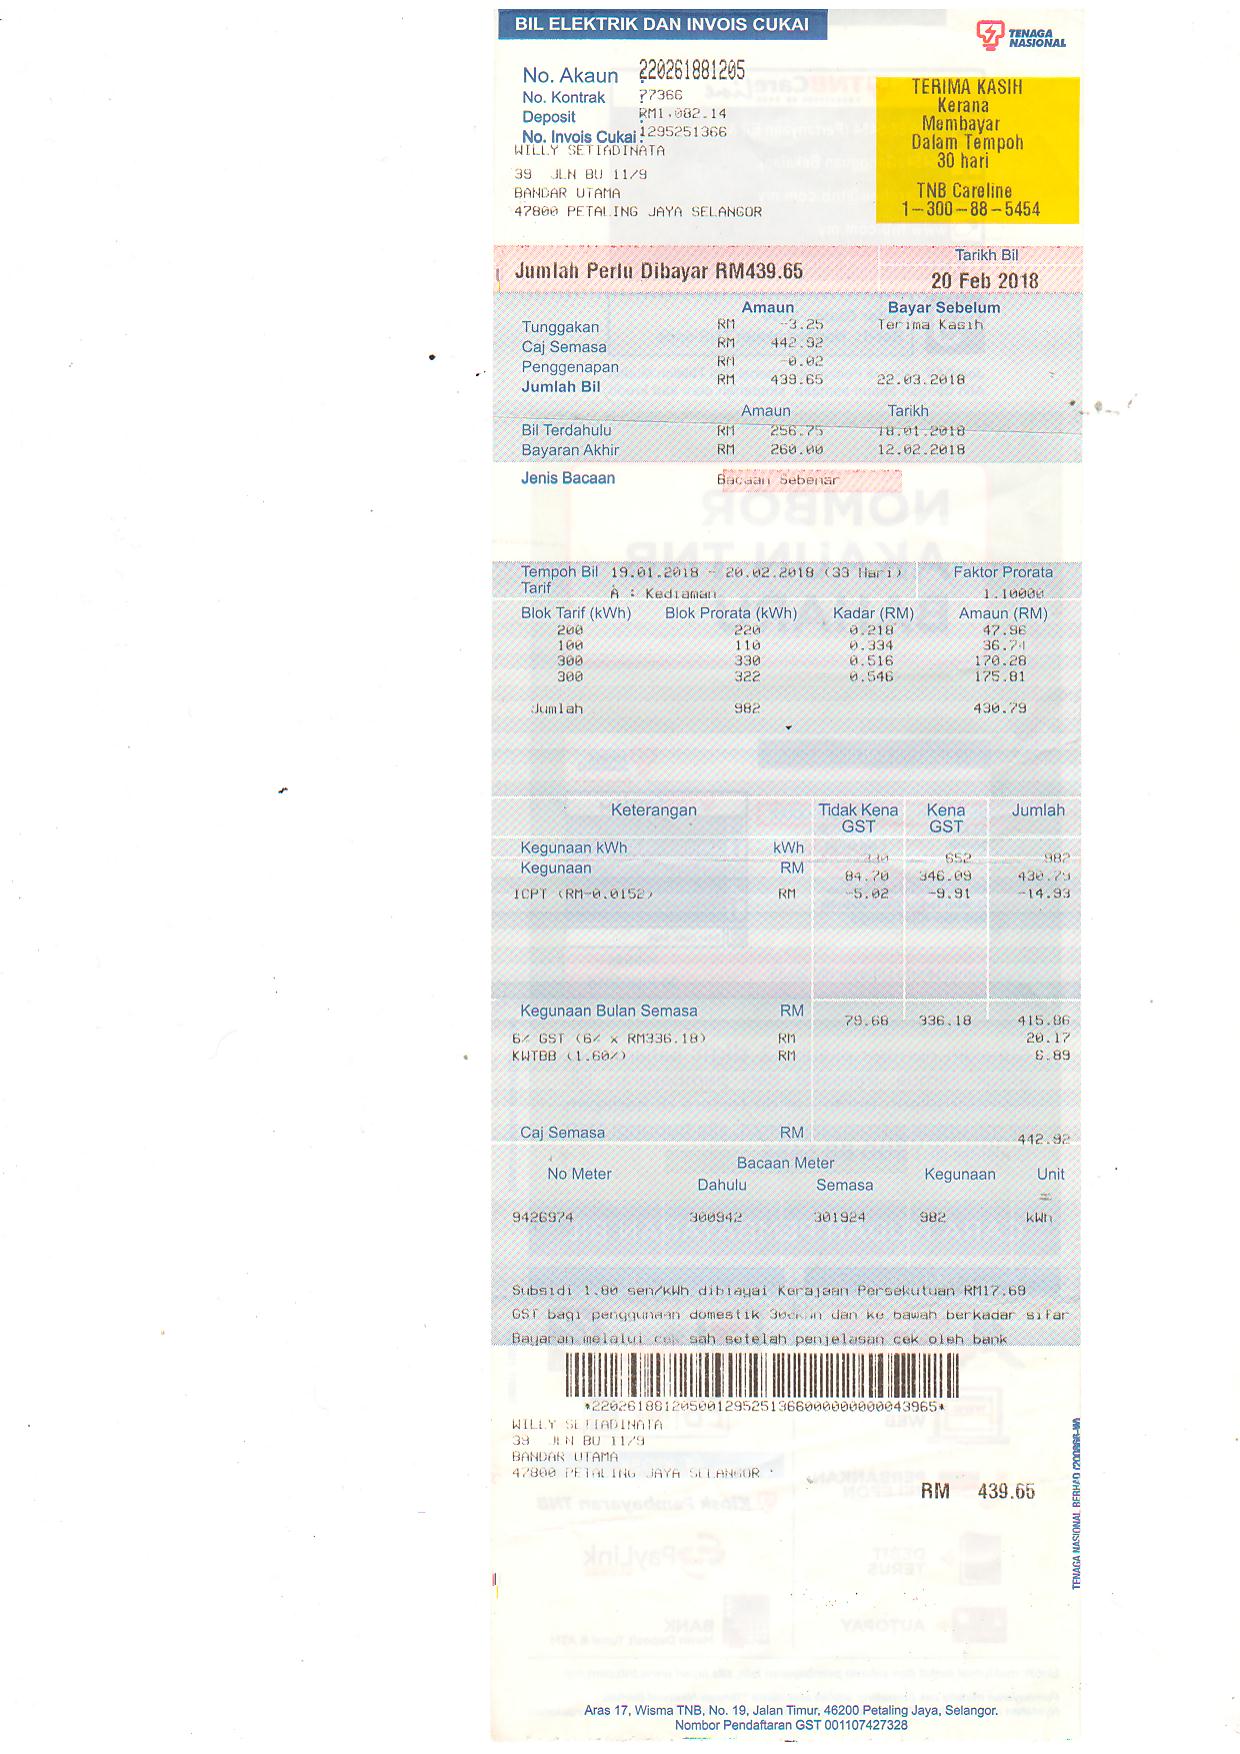 BIL ELEKTRIK DAN INVOIS CUKAI
TENAGA
NASIONAL
No. Akaun : 220261881205
No. Kontrak : 77366
Deposit : RM1,082.14
No. Invois Cukai : 1295251366
WILLY SETIADINATA
39 JLN BU 11/9
BANDAR UTAMA
47800 PETALING JAYA SELANGOR
TERIMA KASIH
Kerana
Membayar
Dalam Tempoh
30 hari
TNB Careline
1-300-88-5454
Jumlah Perlu Dibayar RM439.65
Tarikh Bil
20 Feb 2018
Amaun Bayar Sebelum
Tunggakan RM -3.25 Terima Kasih
Caj Semasa RM 442.92
Penggenapan RM -0.02
Jumlah Bil RM 439.65 22.03.2018
Amaun Tarikh
Bil Terdahulu RM 256.75 18.01.2018
Bayaran Akhir RM 260.00 12.02.2018
Jenis Bacaan Bacaan Sebenar
Tempoh Bil 19.01.2018 - 20.02.2018 (33 Hari) Faktor Prorata
Tarif A : Kediaman 1.10000
Blok Tarif (kWh) Blok Prorata (kWh) Kadar (RM) Amaun (RM)
200 220 0.218 47.96
100 110 0.334 36.74
300 330 0.516 170.28
300 322 0.546 175.81
Jumlah 982 430.79
Keterangan Tidak Kena GST Kena GST Jumlah
Kegunaan kWh kWh 330 652 982
Kegunaan RM 84.70 346.09 430.79
ICPT (RM-0.0152) RM -5.02 -9.91 -14.93
Kegunaan Bulan Semasa RM 79.68 336.18 415.86
6% GST (6% x RM336.18) RM 20.17
KWTBB (1.60%) RM 6.89
Caj Semasa RM 442.92
No Meter Bacaan Meter Kegunaan Unit
Dahulu Semasa
9426974 300942 301924 982 kWh
Subsidi 1.80 sen/kWh dibiayai Kerajaan Persekutuan RM17.69
GST bagi penggunaan domestik dan ke bawah berkadar sifar
Bayaran melalui cek sah setelah penjelasan cek oleh bank
WILLY SETIADINATA
39 JLN BU 11/9
BANDAR UTAMA
47800 PETALING JAYA SELANGOR
RM 439.65
Aras 17, Wisma TNB, No. 19, Jalan Timur, 46200 Petaling Jaya, Selangor.
Nombor Pendaftaran GST 001107427328